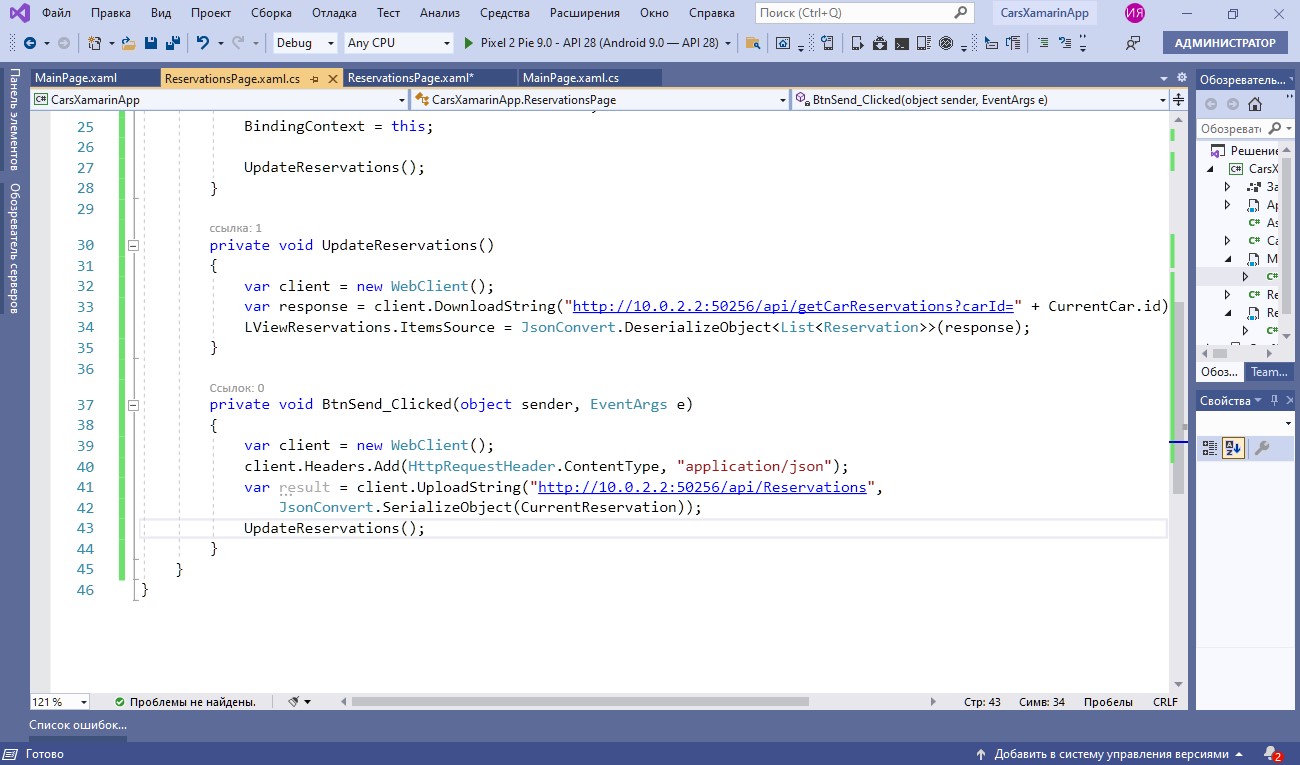 Файл Правка Вид Проект Сборка Отладка Тест Анализ Средства Расширения Окно Справка Поиск (Ctrl+Q) CarsXamarinApp ИЯ
Debug Any CPU Pixel 2 Pie 9.0 - API 28 (Android 9.0 — API 28) АДМИНИСТРАТОР
Панель элементов
Обозреватель серверов
MainPage.xaml ReservationsPage.xaml.cs ReservationsPage.xaml* MainPage.xaml.cs
CarsXamarinApp CarsXamarinApp.ReservationsPage BtnSend_Clicked(object sender, EventArgs e)
25 BindingContext = this;
26
27 UpdateReservations();
28 }
29
ссылка: 1
30 private void UpdateReservations()
31 {
32 var client = new WebClient();
33 var response = client.DownloadString("http://10.0.2.2:50256/api/getCarReservations?carId=" + CurrentCar.id)
34 LViewReservations.ItemsSource = JsonConvert.DeserializeObject<List<Reservation>>(response);
35 }
36
Ссылок: 0
37 private void BtnSend_Clicked(object sender, EventArgs e)
38 {
39 var client = new WebClient();
40 client.Headers.Add(HttpRequestHeader.ContentType, "application/json");
41 var result = client.UploadString("http://10.0.2.2:50256/api/Reservations",
42 JsonConvert.SerializeObject(CurrentReservation));
43 UpdateReservations();
44 }
45 }
46 }
Обозреватель...
Обозреват
Решение
C# CarsX
За
Ap
C# As
C# Ca
M
C#
C# Re
Re
C#
Обоз... Team...
Свойства
121 % Проблемы не найдены. Стр: 43 Симв: 34 Пробелы CRLF
Список ошибок...
Готово Добавить в систему управления версиями 2